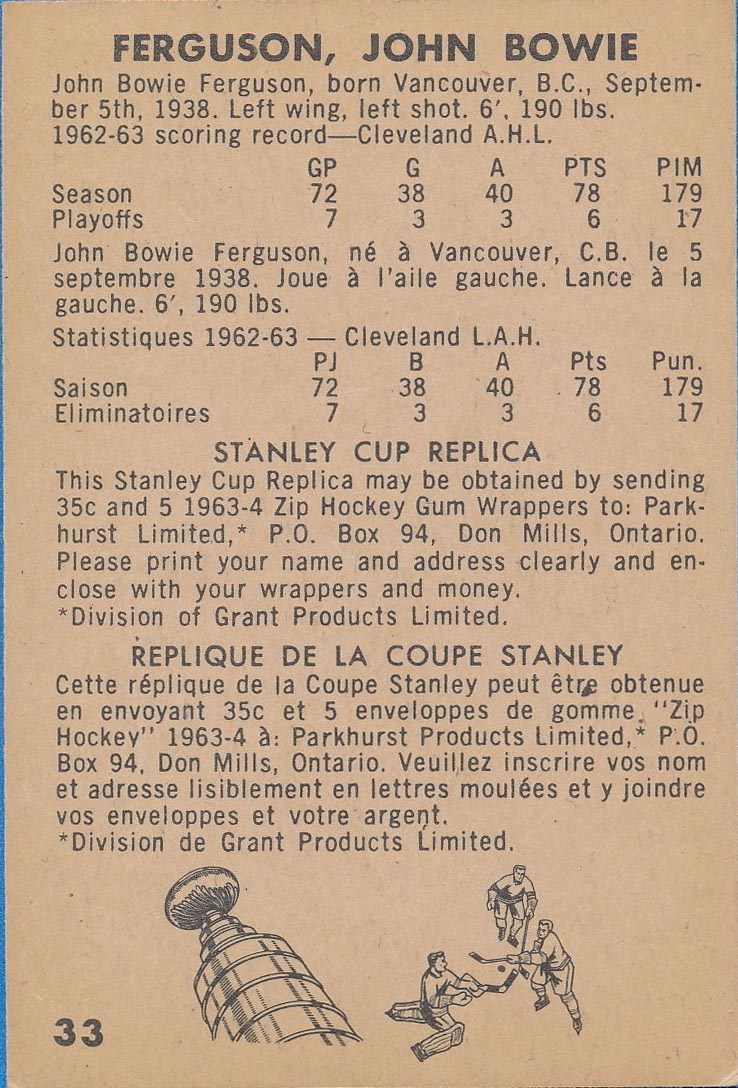 FERGUSON, JOHN BOWIE
John Bowie Ferguson, born Vancouver, B.C., Septem-
ber 5th, 1938. Left wing, left shot. 6′, 190 lbs.
1962-63 scoring record—Cleveland A.H.L.
GP G A PTS PIM
Season 72 38 40 78 179
Playoffs 7 3 3 6 17
John Bowie Ferguson, né à Vancouver, C.B. le 5
septembre 1938. Joue à l'aile gauche. Lance à la
gauche. 6′, 190 lbs.
Statistiques 1962-63 — Cleveland L.A.H.
PJ B A Pts Pun.
Saison 72 38 40 78 179
Eliminatoires 7 3 3 6 17
STANLEY CUP REPLICA
This Stanley Cup Replica may be obtained by sending
35c and 5 1963-4 Zip Hockey Gum Wrappers to: Park-
hurst Limited,* P.O. Box 94, Don Mills, Ontario.
Please print your name and address clearly and en-
close with your wrappers and money.
*Division of Grant Products Limited.
REPLIQUE DE LA COUPE STANLEY
Cette réplique de la Coupe Stanley peut être obtenue
en envoyant 35c et 5 enveloppes de gomme "Zip
Hockey" 1963-4 à: Parkhurst Products Limited,* P.O.
Box 94, Don Mills, Ontario. Veuillez inscrire vos nom
et adresse lisiblement en lettres moulées et y joindre
vos enveloppes et votre argent.
*Division de Grant Products Limited.
33